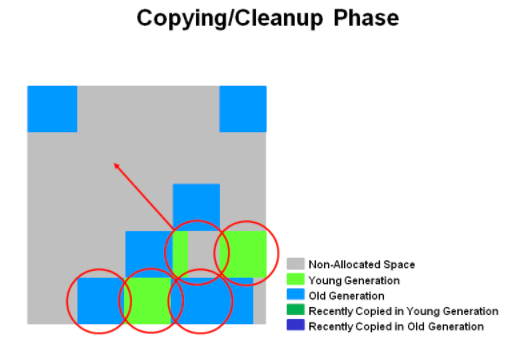 Copying/Cleanup Phase
Non-Allocated Space
Young Generation
Old Generation
Recently Copied in Young Generation
Recently Copied in Old Generation